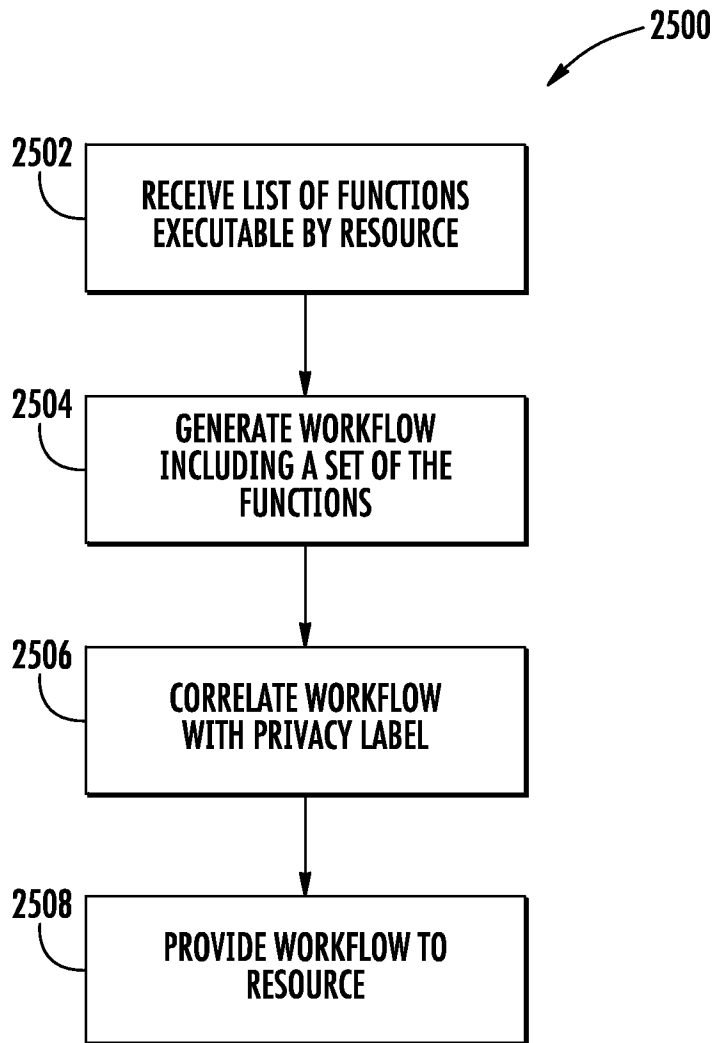 2500
2502
RECEIVE LIST OF FUNCTIONS
EXECUTABLE BY RESOURCE
2504
GENERATE WORKFLOW
INCLUDING A SET OF THE
FUNCTIONS
2506
CORRELATE WORKFLOW
WITH PRIVACY LABEL
2508
PROVIDE WORKFLOW TO
RESOURCE